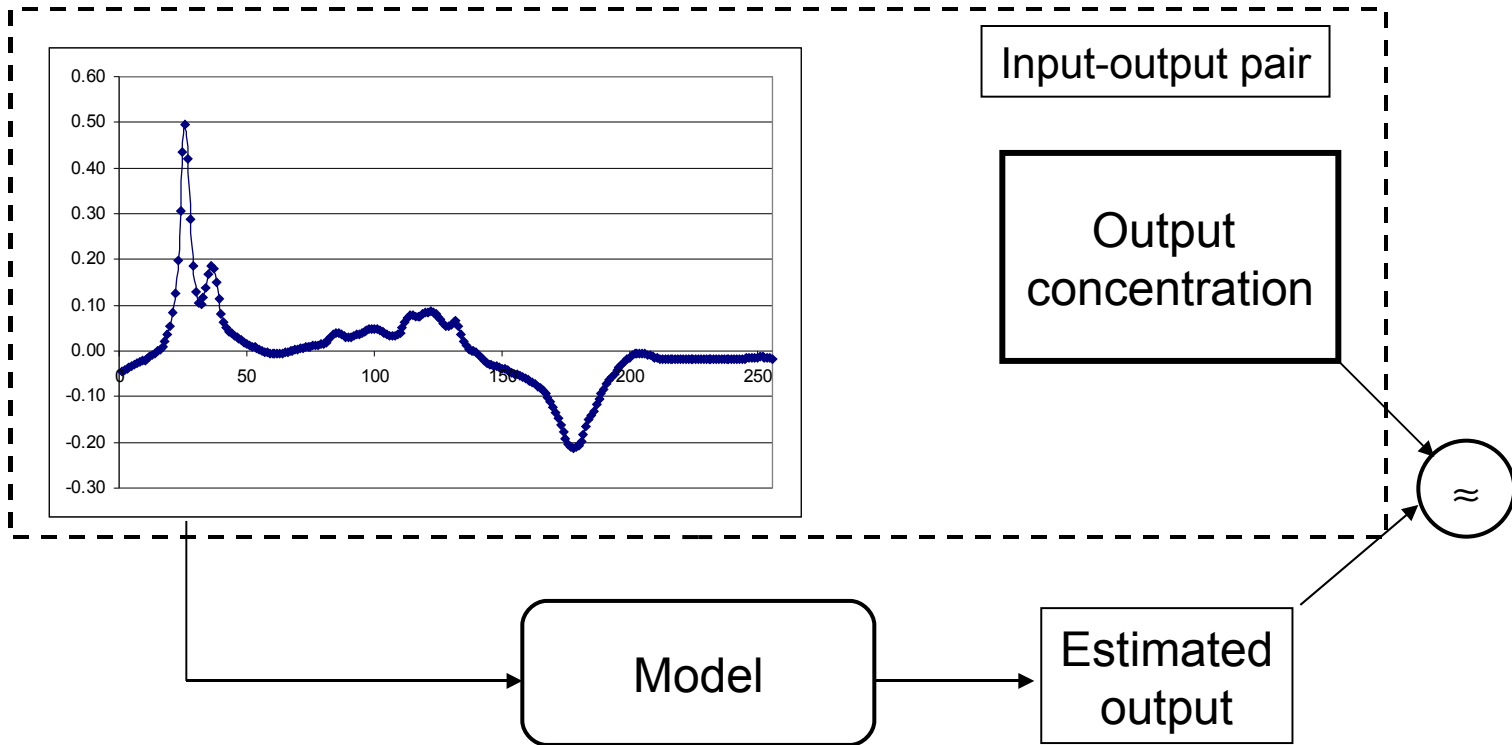 Input-output pair
0.60
0.50
0.40
0.30
0.20
0.10
0.00
-0.10
-0.20
-0.30
0 50 100 150 200 250
Output
concentration
≈
Model
Estimated
output